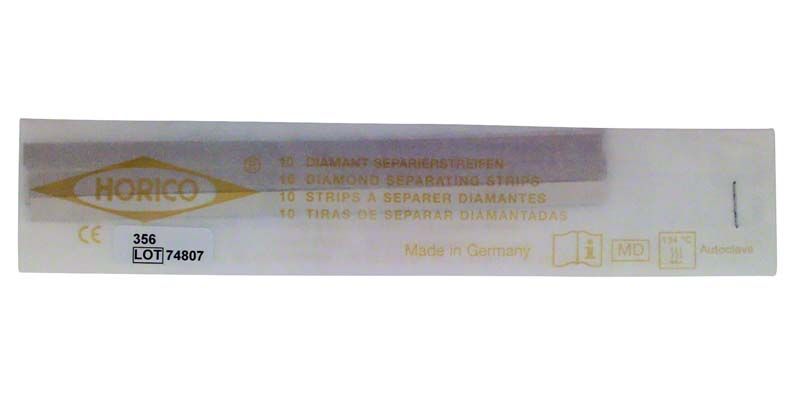 HORICO
10 DIAMANT SEPARIERSTREIFEN
10 DIAMOND SEPARATING STRIPS
10 STRIPS A SEPARER DIAMANTES
10 TIRAS DE SEPARAR DIAMANTADAS
CE
356
LOT 74807
Made in Germany
i
MD
134 °C
Autoclave